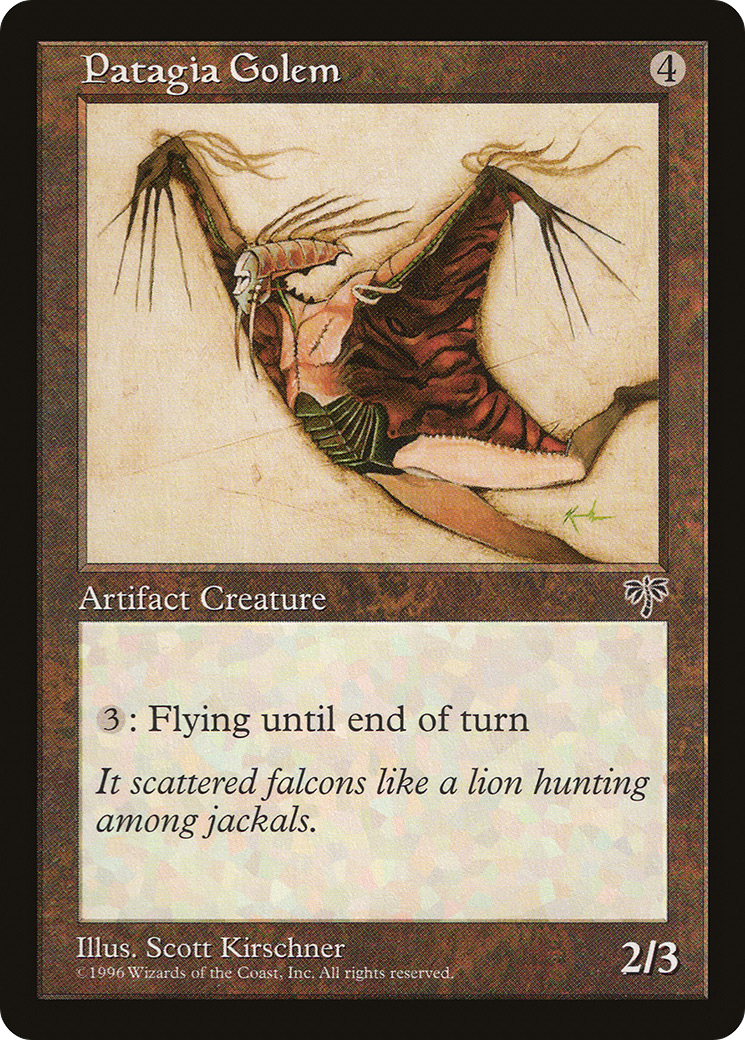 Patagia Golem 4
Artifact Creature
3: Flying until end of turn
It scattered falcons like a lion hunting
among jackals.
Illus. Scott Kirschner
©1996 Wizards of the Coast, Inc. All rights reserved.
2/3